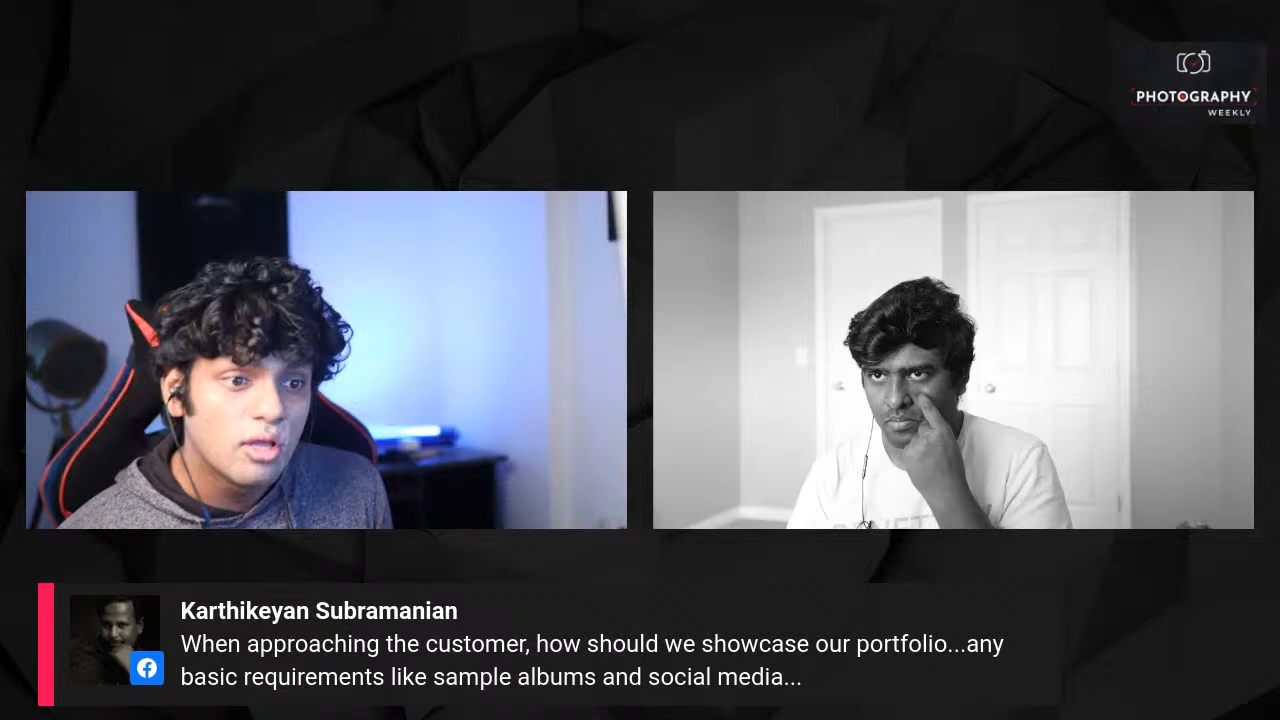 PHOTOGRAPHY
WEEKLY
Karthikeyan Subramanian
When approaching the customer, how should we showcase our portfolio...any
basic requirements like sample albums and social media...